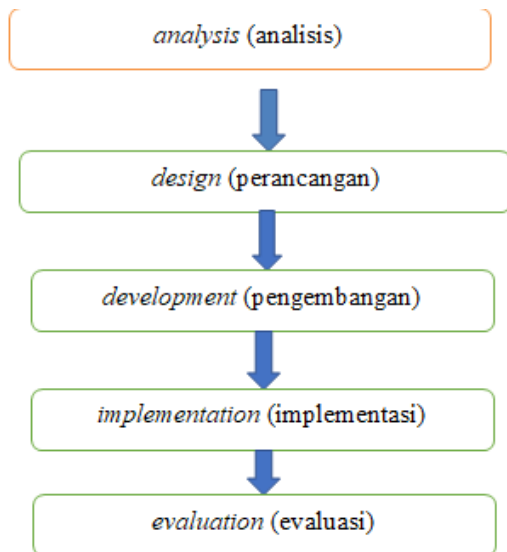 analysis (analisis)
design (perancangan)
development (pengembangan)
implementation (implementasi)
evaluation (evaluasi)